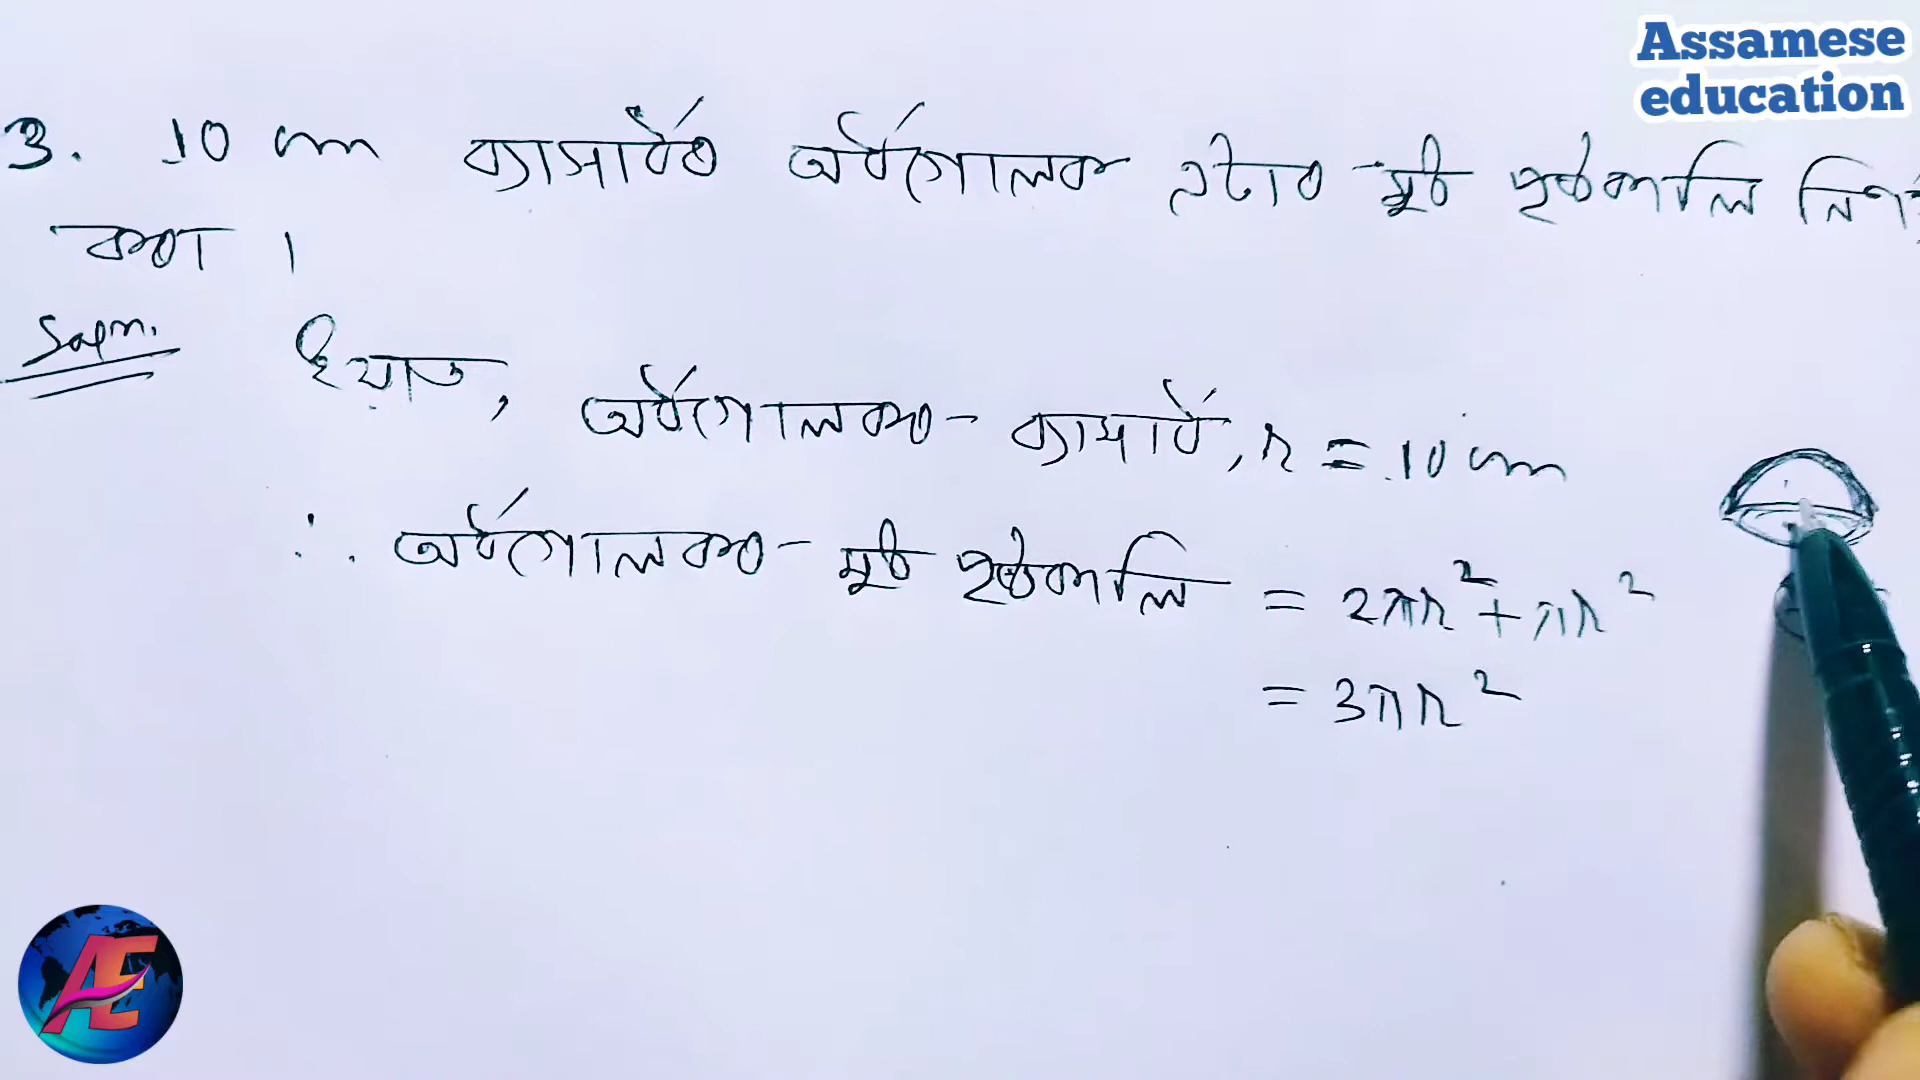 Assamese
education
3. 10 cm ব্যাসাৰ্ধৰ অৰ্ধগোলক এটাৰ মুঠ পৃষ্ঠকালি
কৰা ।
Soln. ইয়াত, অৰ্ধগোলকৰ ব্যাসাৰ্ধ, r = 10 cm
∴ অৰ্ধগোলকৰ মুঠ পৃষ্ঠকালি = 2πr² + πr²
= 3πr²
AE